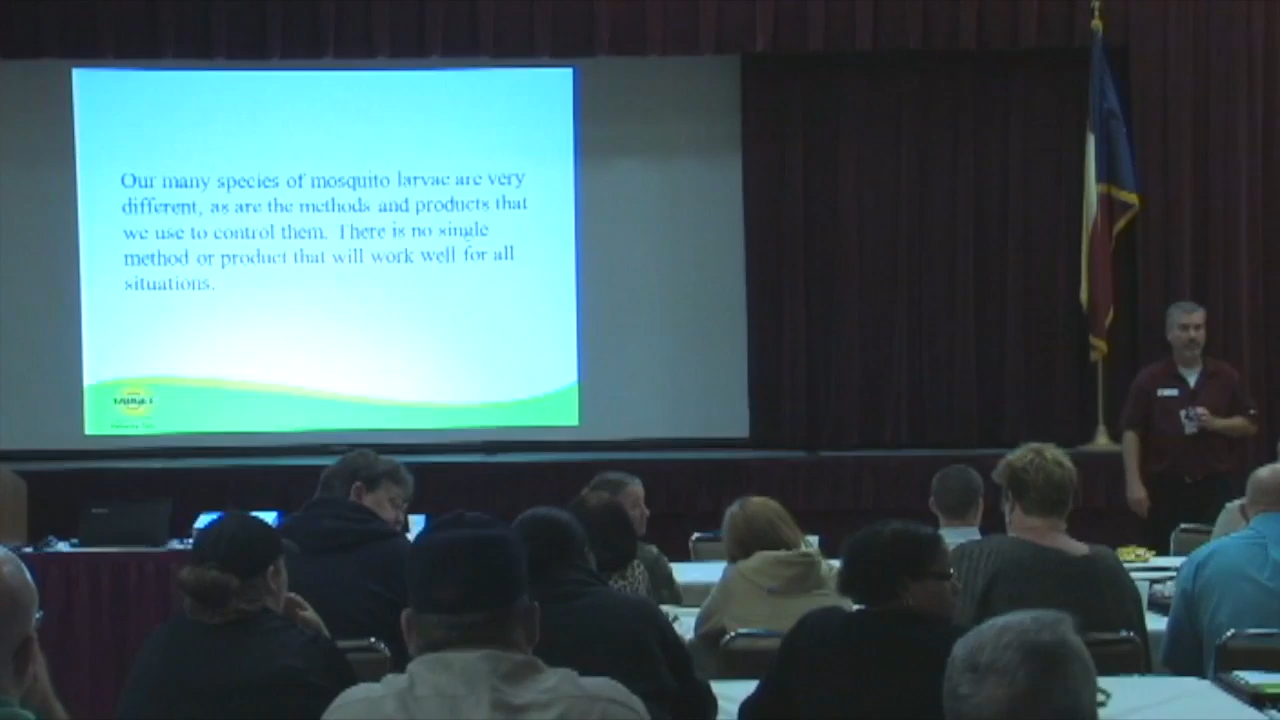 Our many species of mosquito larvae are very
different, as are the methods and products that
we use to control them. There is no single
method or product that will work well for all
situations.
TARGET